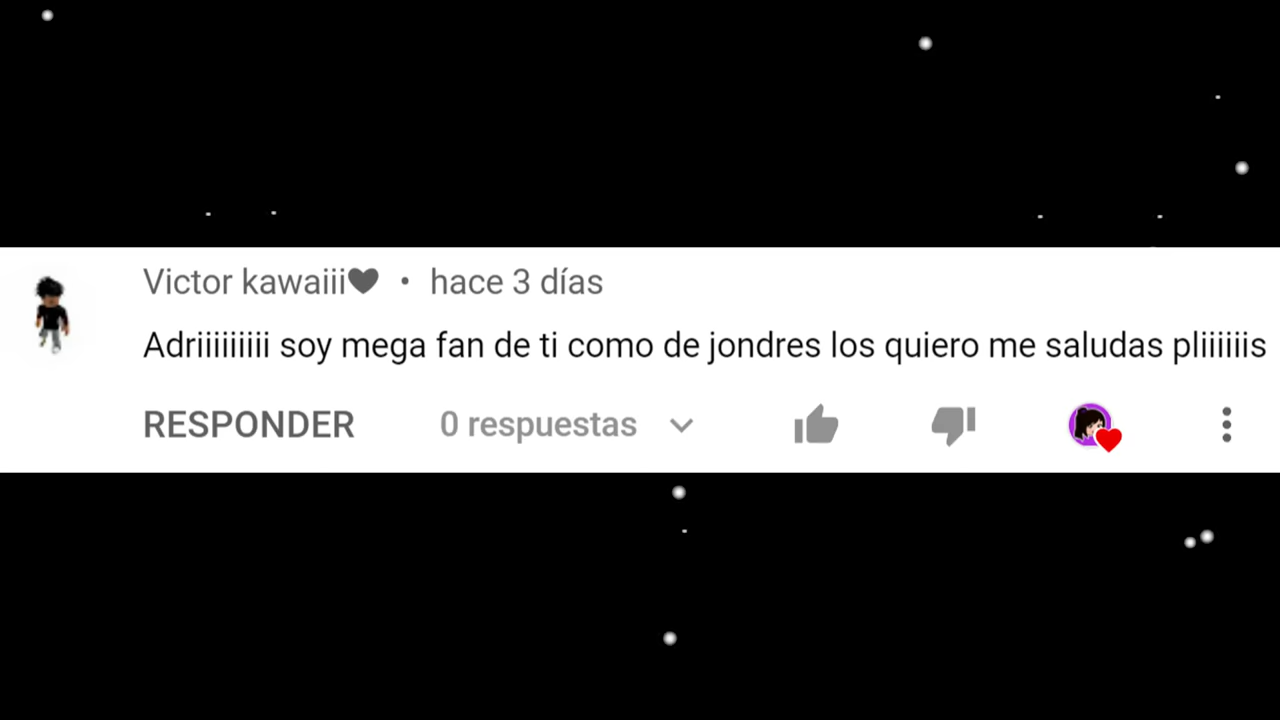 Victor kawaiii🖤 • hace 3 días
Adriiiiiiiiii soy mega fan de ti como de jondres los quiero me saludas pliiiiiis
RESPONDER 0 respuestas